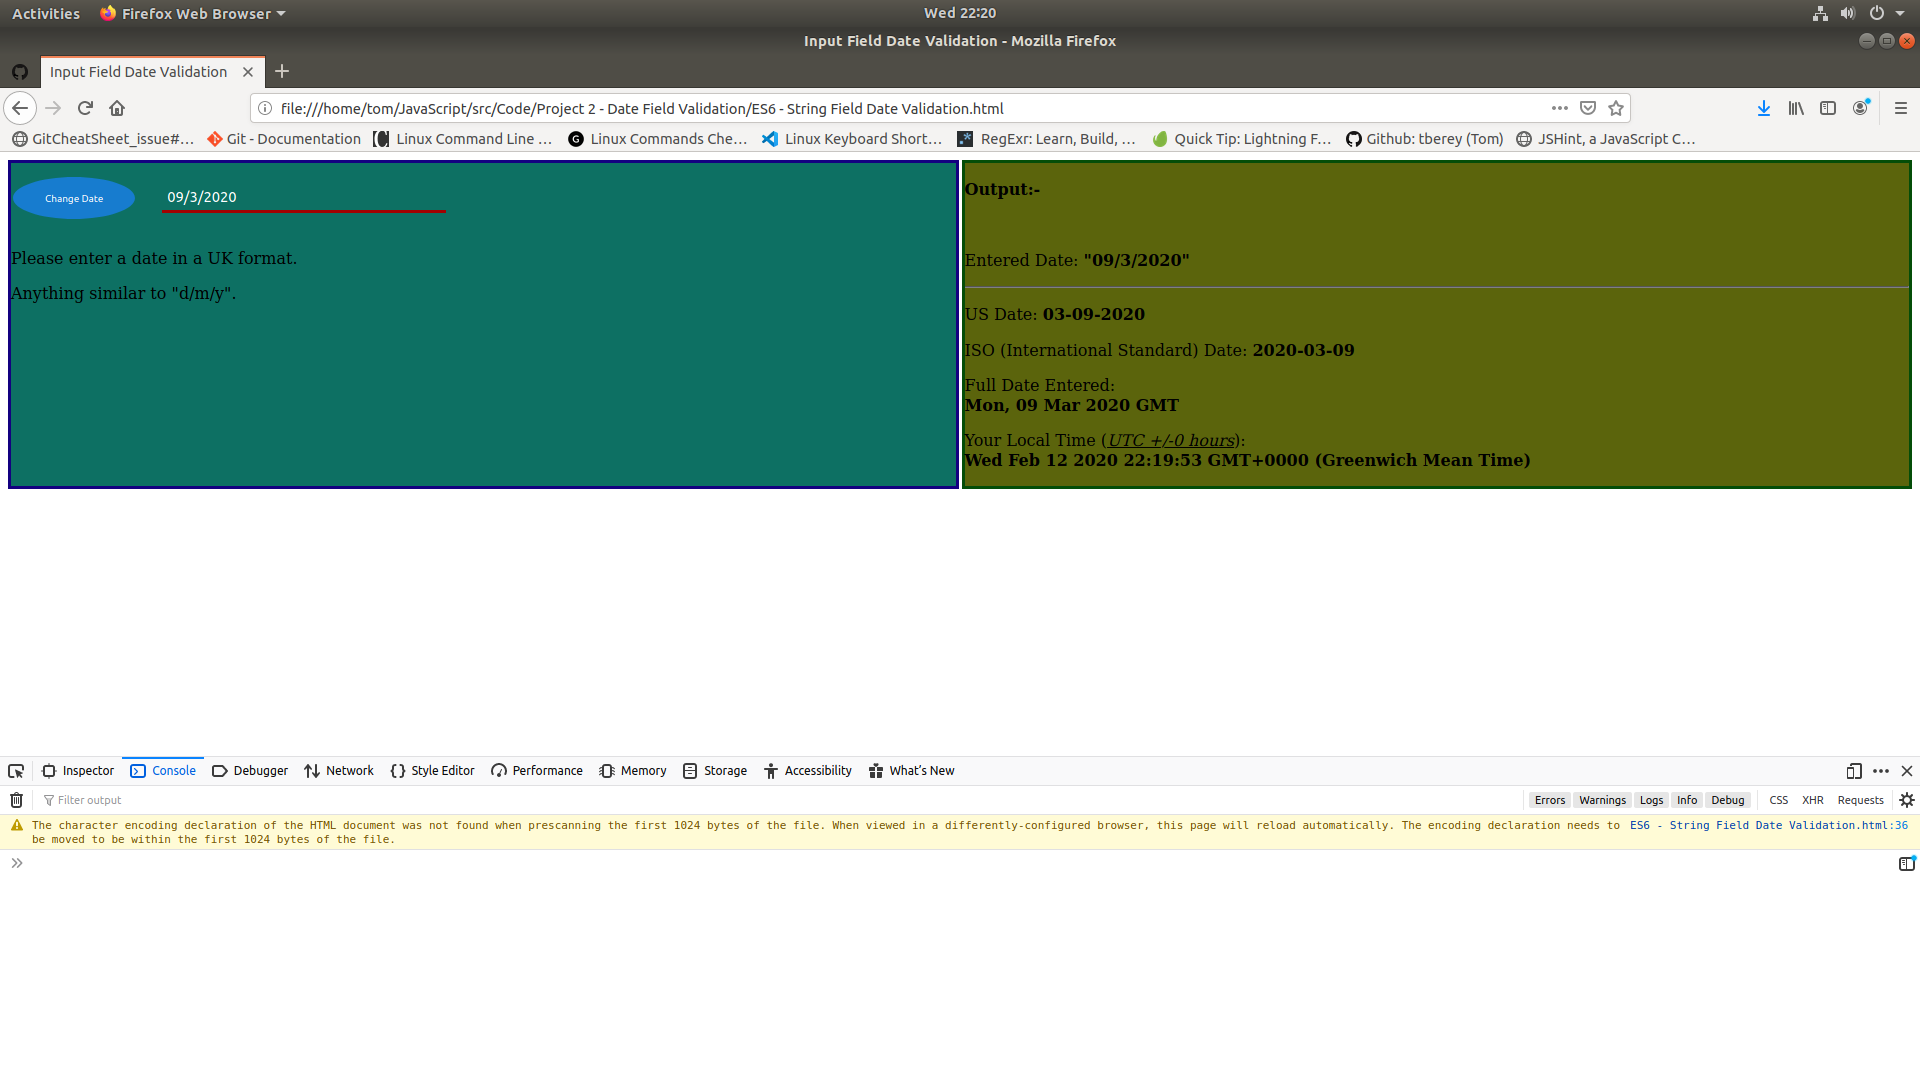 Activities Firefox Web Browser Wed 22:20
Input Field Date Validation - Mozilla Firefox
Input Field Date Validation
file:///home/tom/JavaScript/src/Code/Project 2 - Date Field Validation/ES6 - String Field Date Validation.html
GitCheatSheet_issue#… Git - Documentation Linux Command Line … Linux Commands Che… Linux Keyboard Short… RegExr: Learn, Build, … Quick Tip: Lightning F… Github: tberey (Tom) JSHint, a JavaScript C…
Change Date 09/3/2020
Please enter a date in a UK format.
Anything similar to "d/m/y".
Output:-
Entered Date: "09/3/2020"
US Date: 03-09-2020
ISO (International Standard) Date: 2020-03-09
Full Date Entered:
Mon, 09 Mar 2020 GMT
Your Local Time (UTC +/-0 hours):
Wed Feb 12 2020 22:19:53 GMT+0000 (Greenwich Mean Time)
Inspector Console Debugger Network Style Editor Performance Memory Storage Accessibility What's New
Filter output Errors Warnings Logs Info Debug CSS XHR Requests
The character encoding declaration of the HTML document was not found when prescanning the first 1024 bytes of the file. When viewed in a differently-configured browser, this page will reload automatically. The encoding declaration needs to ES6 - String Field Date Validation.html:36
be moved to be within the first 1024 bytes of the file.